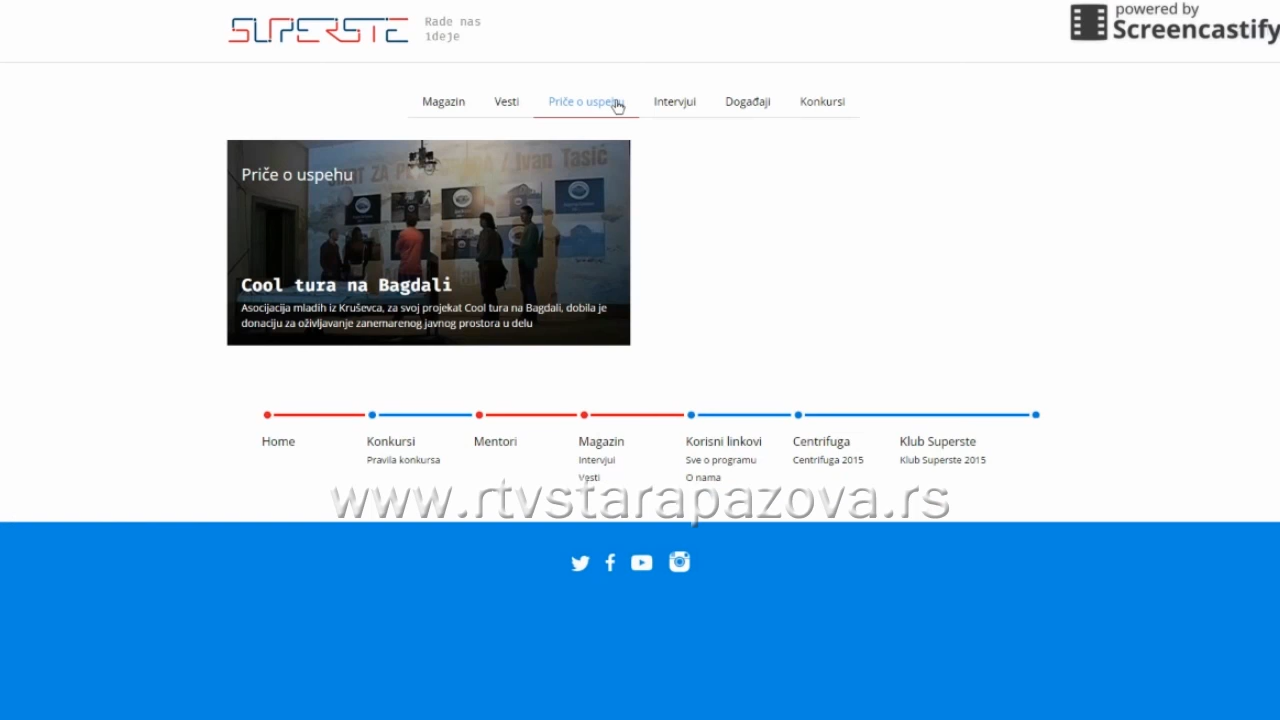 SUPERSTE
Rade nas
ideje
powered by
Screencastify
Magazin Vesti Priče o uspehu Intervjui Događaji Konkursi
Ivan Tasić
Priče o uspehu
Cool tura na Bagdali
Asocijacija mladih iz Kruševca, za svoj projekat Cool tura na Bagdali, dobila je
donaciju za oživljavanje zanemarenog javnog prostora u delu
Home Konkursi Mentori Magazin Korisni linkovi Centrifuga Klub Superste
Pravila konkursa Intervjui Sve o programu Centrifuga 2015 Klub Superste 2015
Vesti O nama
www.rtvstarapazova.rs